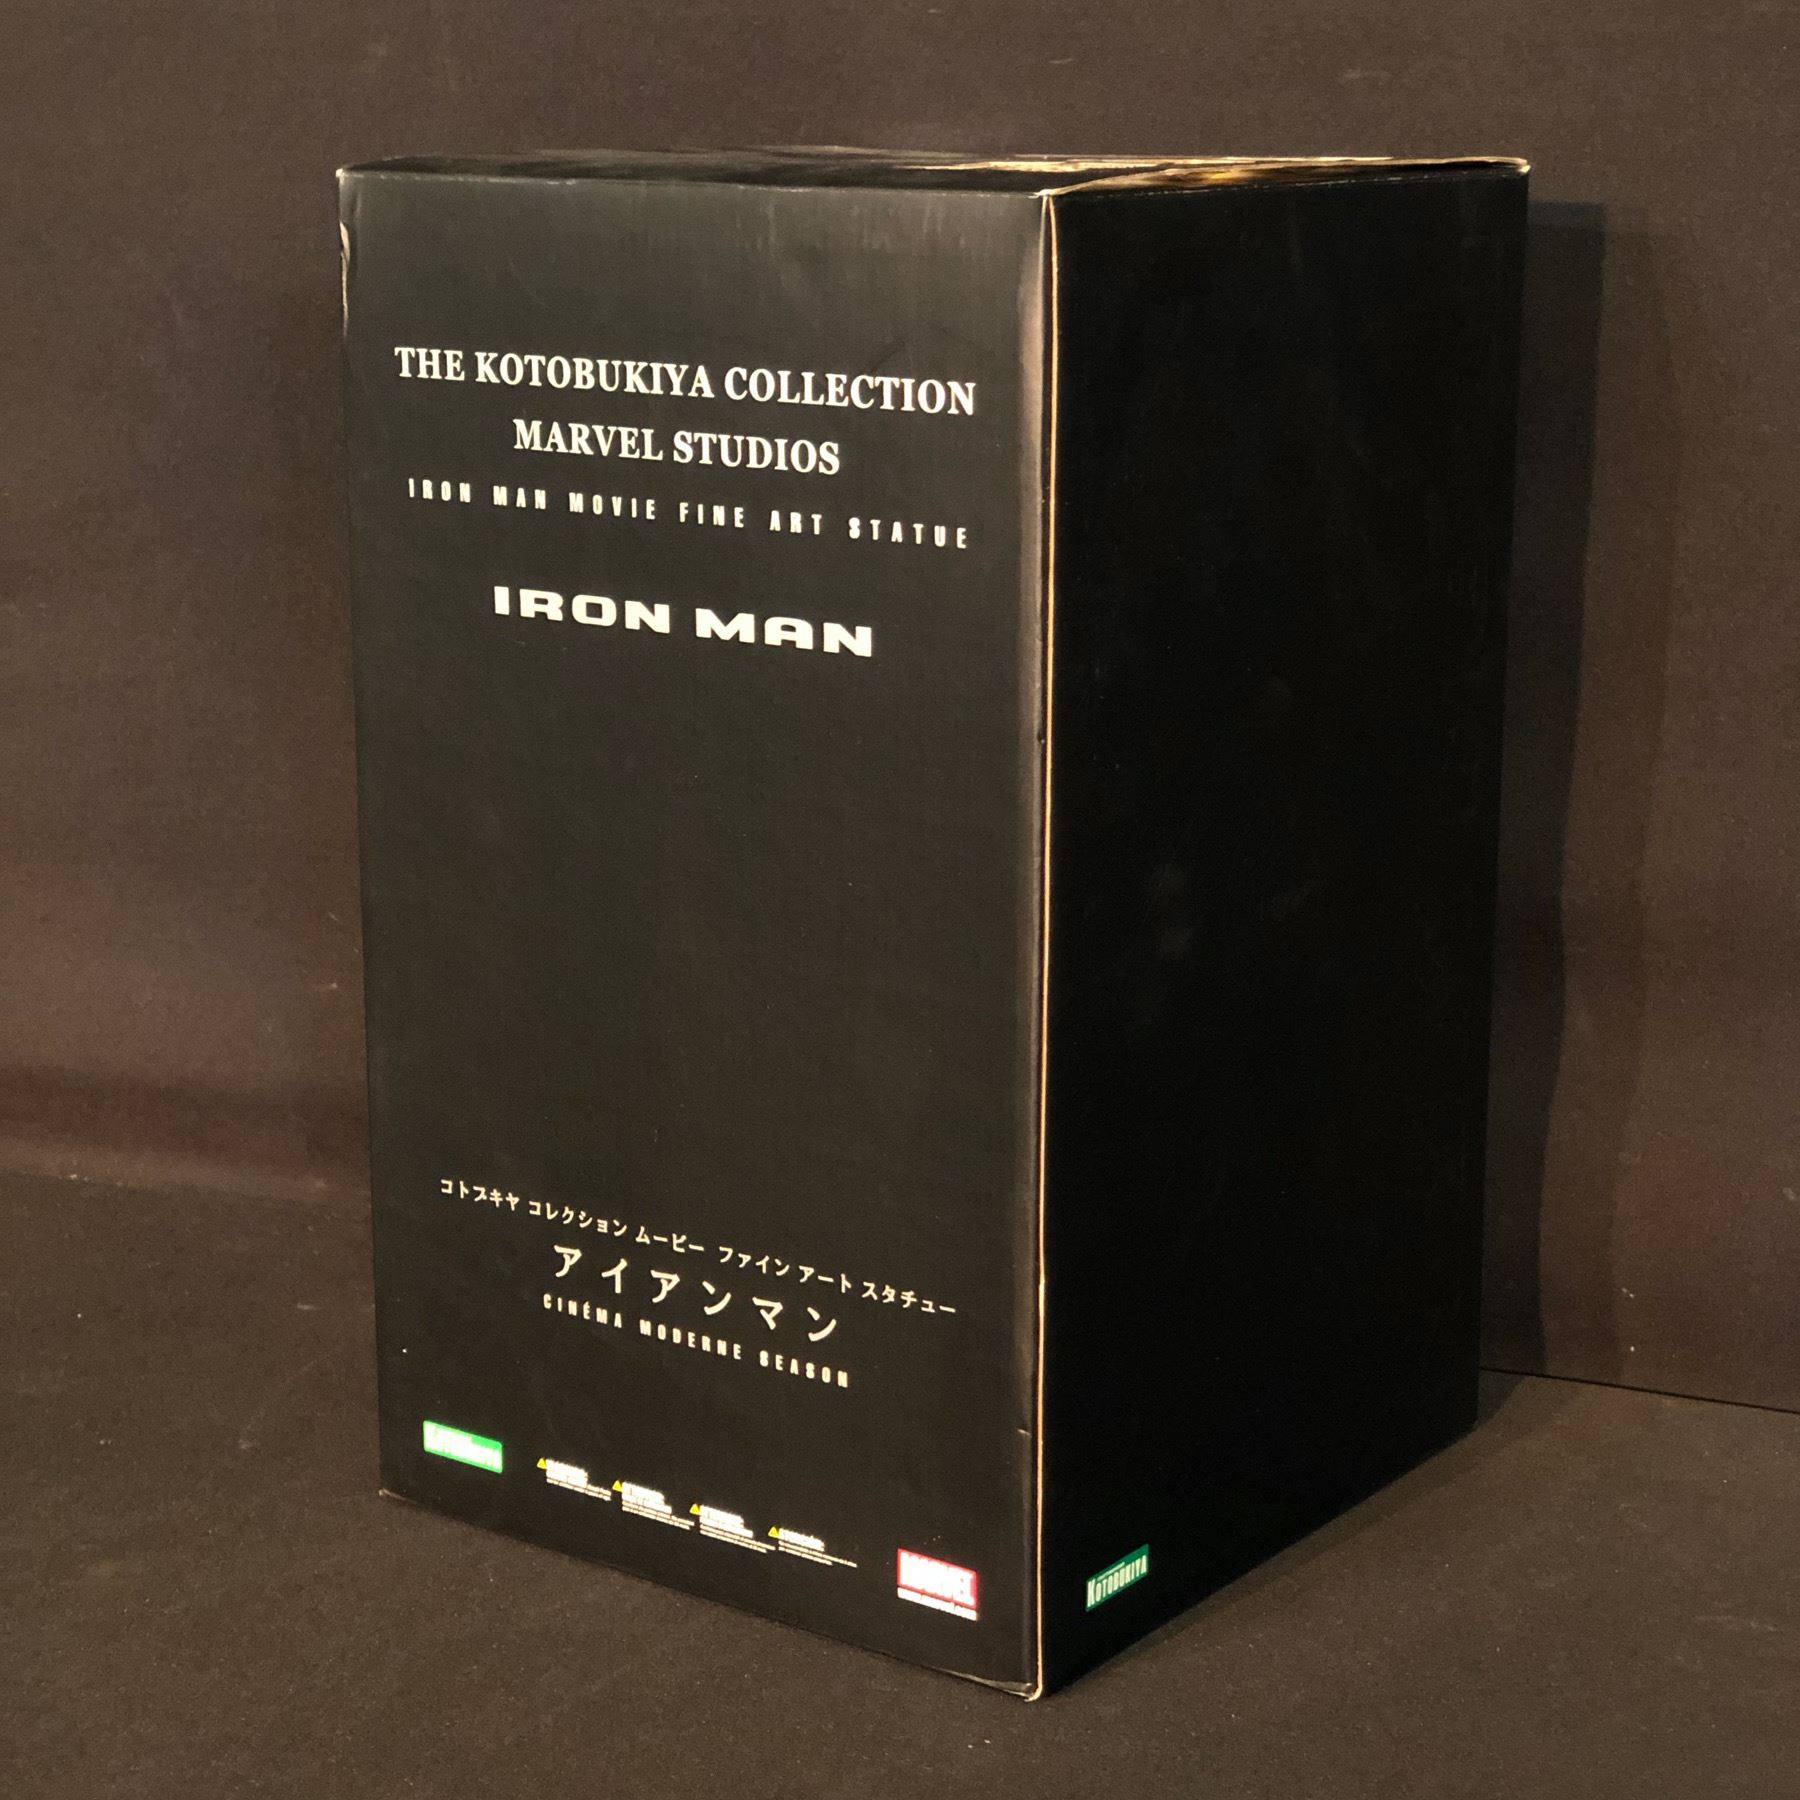 THE KOTOBUKIYA COLLECTION
MARVEL STUDIOS
IRON MAN MOVIE FINE ART STATUE
IRON MAN
コトブキヤ コレクション ムービー ファイン アート スタチュー
アイアンマン
CINÉMA MODERNE SEASON
KOTOBUKIYA
MARVEL
KOTOBUKIYA